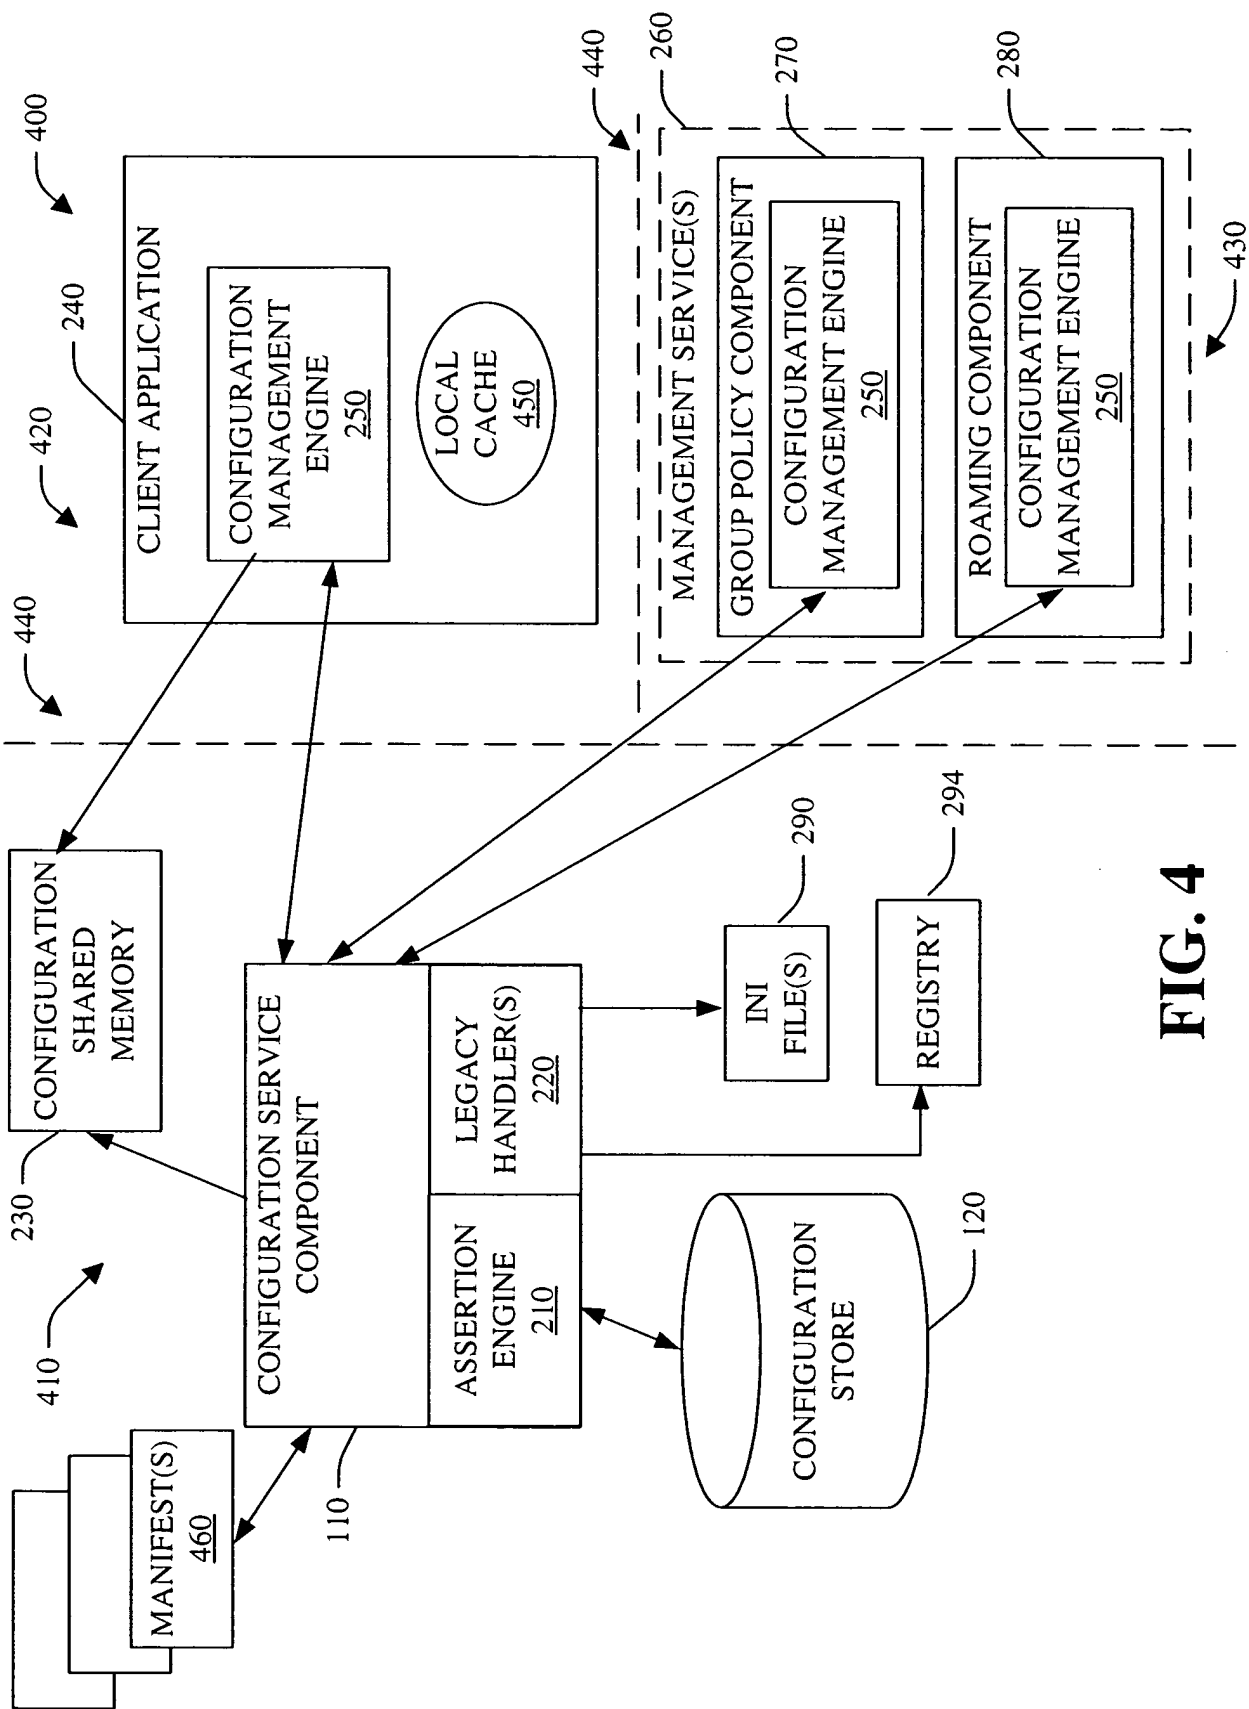 400
410
420
440
MANIFEST(S)
460
230
CONFIGURATION
SHARED
MEMORY
240
CLIENT APPLICATION
CONFIGURATION
MANAGEMENT
ENGINE
250
LOCAL
CACHE
450
110
CONFIGURATION SERVICE
COMPONENT
ASSERTION
ENGINE
210
LEGACY
HANDLER(S)
220
440
260
MANAGEMENT SERVICE(S)
270
GROUP POLICY COMPONENT
CONFIGURATION
MANAGEMENT ENGINE
250
280
ROAMING COMPONENT
CONFIGURATION
MANAGEMENT ENGINE
250
430
CONFIGURATION
STORE
120
INI
FILE(S)
290
REGISTRY
294
FIG. 4